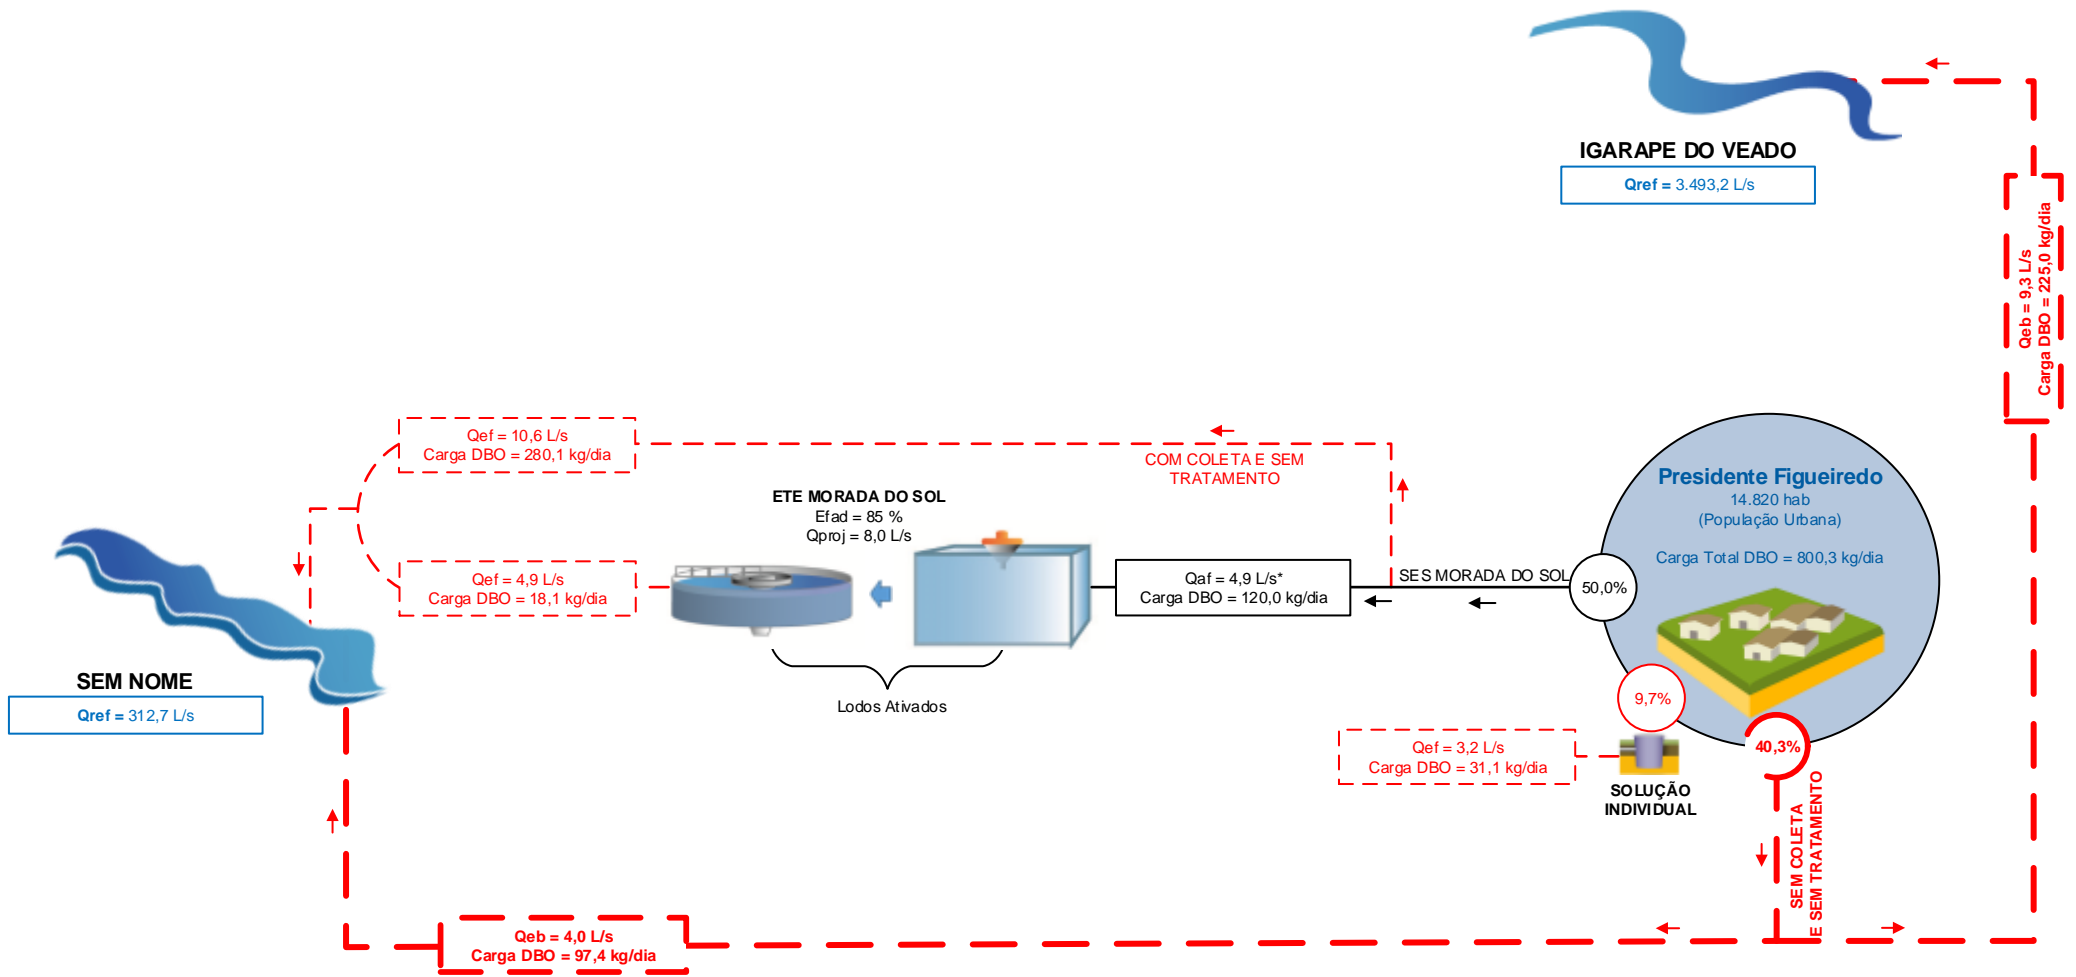 IGARAPE DO VEADO
Qref = 3.493,2 L/s
Qeb = 9,3 L/s
Carga DBO = 225,0 kg/dia
Qef = 10,6 L/s
Carga DBO = 280,1 kg/dia
COM COLETA E SEM
TRATAMENTO
Presidente Figueiredo
14.820 hab
(População Urbana)
Carga Total DBO = 800,3 kg/dia
ETE MORADA DO SOL
Efad = 85 %
Qproj = 8,0 L/s
Qef = 4,9 L/s
Carga DBO = 18,1 kg/dia
Qaf = 4,9 L/s*
Carga DBO = 120,0 kg/dia
SES MORADA DO SOL
50,0%
SEM NOME
Qref = 312,7 L/s
Lodos Ativados
9,7%
40,3%
Qef = 3,2 L/s
Carga DBO = 31,1 kg/dia
SOLUÇÃO
INDIVIDUAL
SEM COLETA
E SEM TRATAMENTO
Qeb = 4,0 L/s
Carga DBO = 97,4 kg/dia